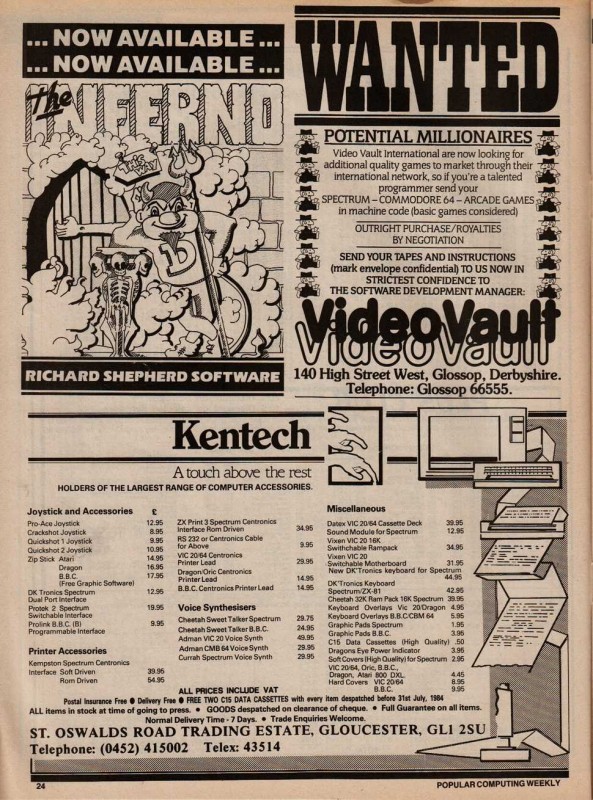 ... NOW AVAILABLE ...
... NOW AVAILABLE ...
The
INFERNO
RICHARD SHEPHERD SOFTWARE
WANTED
POTENTIAL MILLIONAIRES
Video Vault International are now looking for
additional quality games to market through their
international network, so if you're a talented
programmer send your
SPECTRUM – COMMODORE 64 – ARCADE GAMES
in machine code (basic games considered)
OUTRIGHT PURCHASE/ROYALTIES
BY NEGOTIATION
SEND YOUR TAPES AND INSTRUCTIONS
(mark envelope confidential) TO US NOW IN
STRICTEST CONFIDENCE TO
THE SOFTWARE DEVELOPMENT MANAGER:
VideoVault
140 High Street West, Glossop, Derbyshire.
Telephone: Glossop 66555.
Kentech
A touch above the rest
HOLDERS OF THE LARGEST RANGE OF COMPUTER ACCESSORIES.
Joystick and Accessories £
Pro-Ace Joystick 12.95
Crackshot Joystick 8.95
Quickshot 1 Joystick 9.95
Quickshot 2 Joystick 10.95
Zip Stick Atari 14.95
Dragon 16.95
B.B.C. 17.95
(Free Graphic Software)
DK Tronics Spectrum 12.95
Dual Port Interface
Protek 2 Spectrum 19.95
Switchable Interface
Prolink B.B.C. (B) 9.95
Programmable Interface
Printer Accessories
Kempston Spectrum Centronics
Interface Soft Driven 39.95
Rom Driven 54.95
ZX Print 3 Spectrum Centronics
Interface Rom Driven 34.95
RS 232 or Centronics Cable
for Above 9.95
VIC 20/64 Centronics
Printer Lead 29.95
Dragon/Oric Centronics
Printer Lead 14.95
B.B.C. Centronics Printer Lead 14.95
Voice Synthesisers
Cheetah Sweet Talker Spectrum 29.75
Cheetah Sweet Talker B.B.C. 24.95
Adman VIC 20 Voice Synth 49.95
Adman CMB 64 Voice Synth 29.95
Currah Spectrum Voice Synth 29.95
Miscellaneous
Datex VIC 20/64 Cassette Deck 39.95
Sound Module for Spectrum 12.95
Vixen VIC 20 16K
Swithchable Rampack 34.95
Vixen VIC 20
Switchable Motherboard 31.95
New DK'Tronics keyboard for Spectrum
44.95
DK'Tronics Keyboard
Spectrum/ZX-81 42.95
Cheetah 32K Ram Pack 16K Spectrum 39.95
Keyboard Overlays Vic 20/Dragon 4.95
Keyboard Overlays B.B.C/CBM 64 5.95
Graphic Pads Spectrum 1.95
Graphic Pads B.B.C. 3.95
C15 Data Cassettes (High Quality) .50
Dragons Eye Power Indicator 3.95
Soft Covers (High Quality) for Spectrum 2.95
VIC 20/64, Oric, B.B.C.,
Dragon, Atari 800 DXL. 4.45
Hard Covers VIC 20/64 8.95
B.B.C. 9.95
ALL PRICES INCLUDE VAT
Postal Insurance Free ● Delivery Free ● FREE TWO C15 DATA CASSETTES with every item despatched before 31st July, 1984
ALL items in stock at time of going to press. ● GOODS despatched on clearance of cheque. ● Full Guarantee on all items.
Normal Delivery Time - 7 Days. ● Trade Enquiries Welcome.
ST. OSWALDS ROAD TRADING ESTATE, GLOUCESTER, GL1 2SU
Telephone: (0452) 415002 Telex: 43514
24
POPULAR COMPUTING WEEKLY